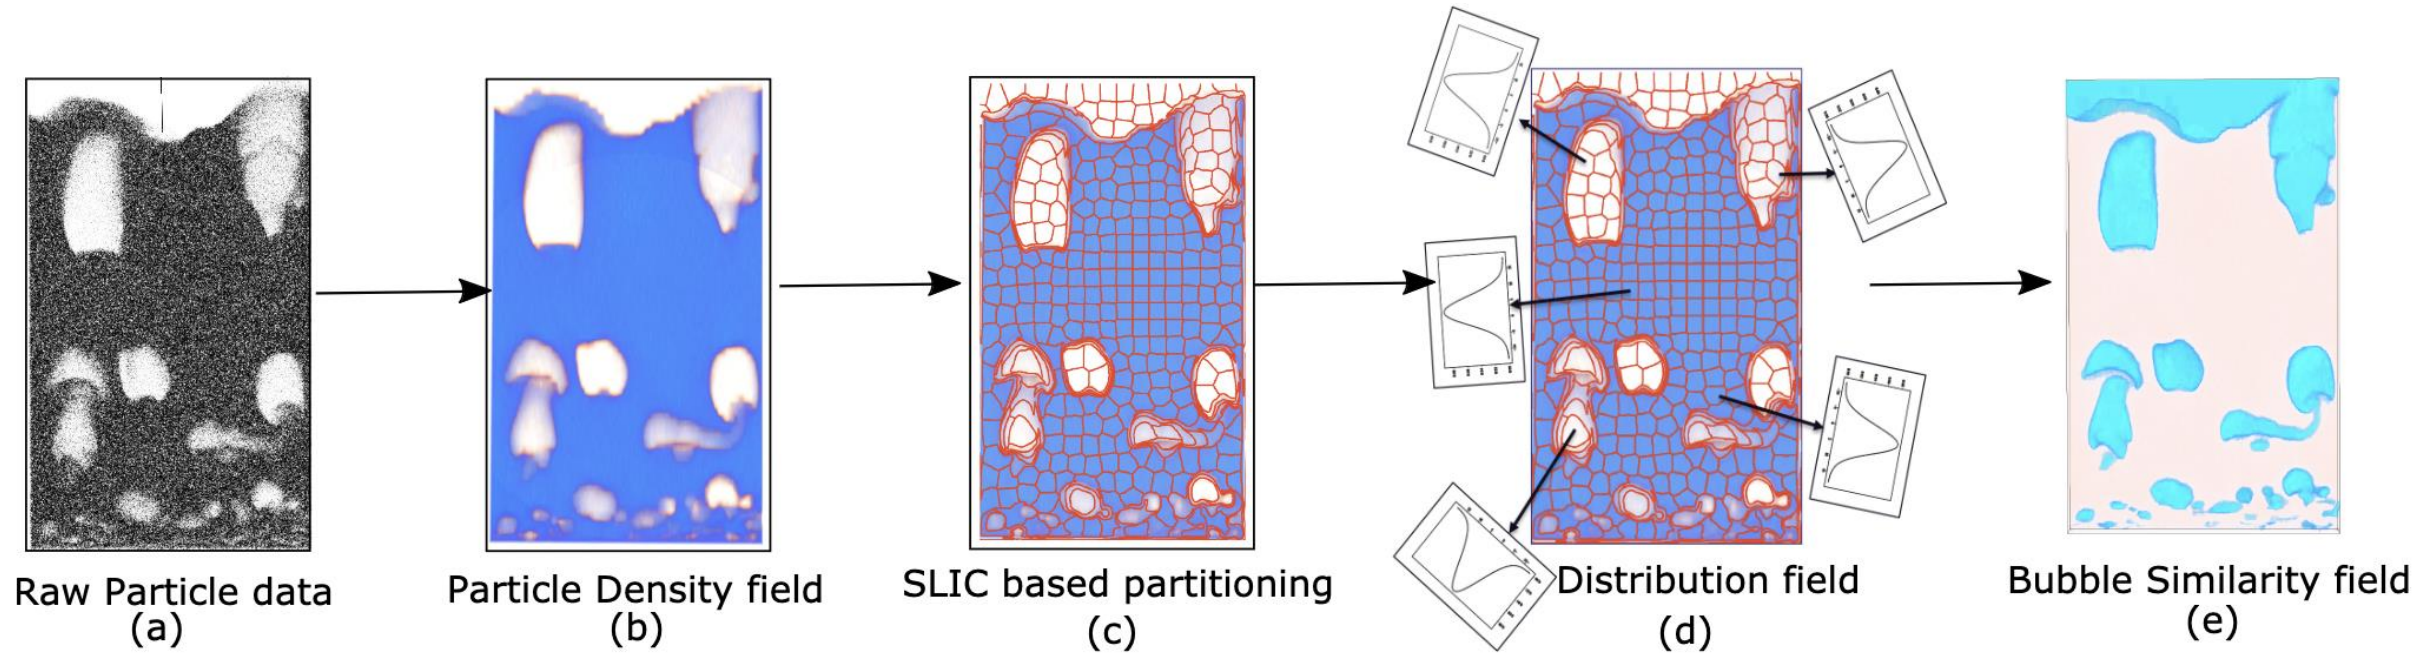 Raw Particle data
(a)
Particle Density field
(b)
SLIC based partitioning
(c)
Distribution field
(d)
Bubble Similarity field
(e)